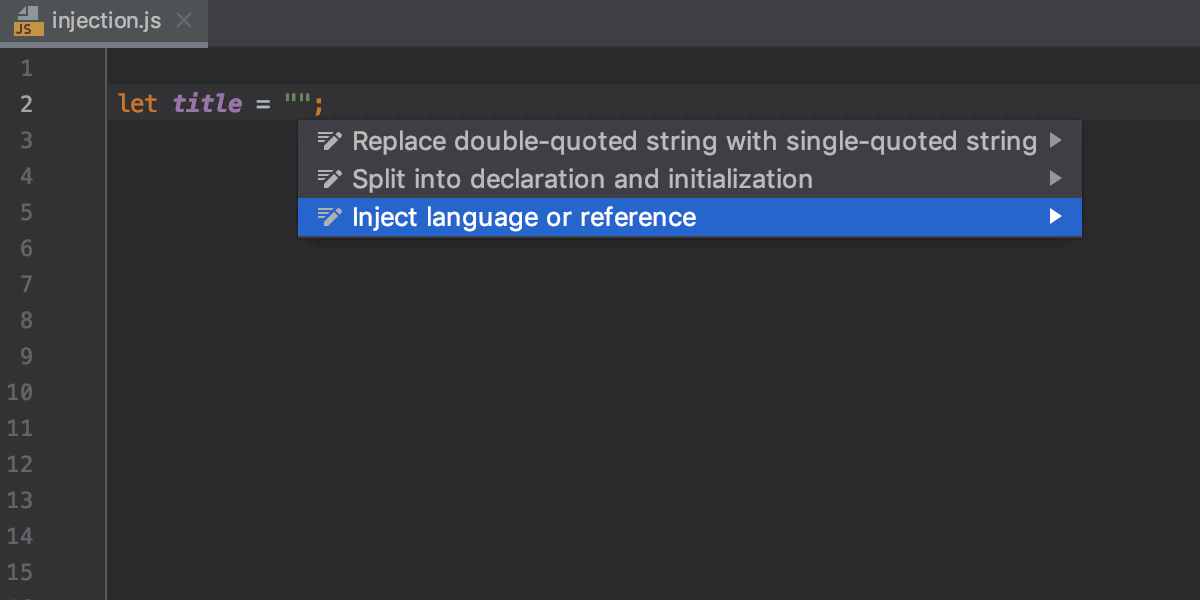 JS injection.js
1
2 let title = "";
3 Replace double-quoted string with single-quoted string
4 Split into declaration and initialization
5 Inject language or reference
6
7
8
9
10
11
12
13
14
15